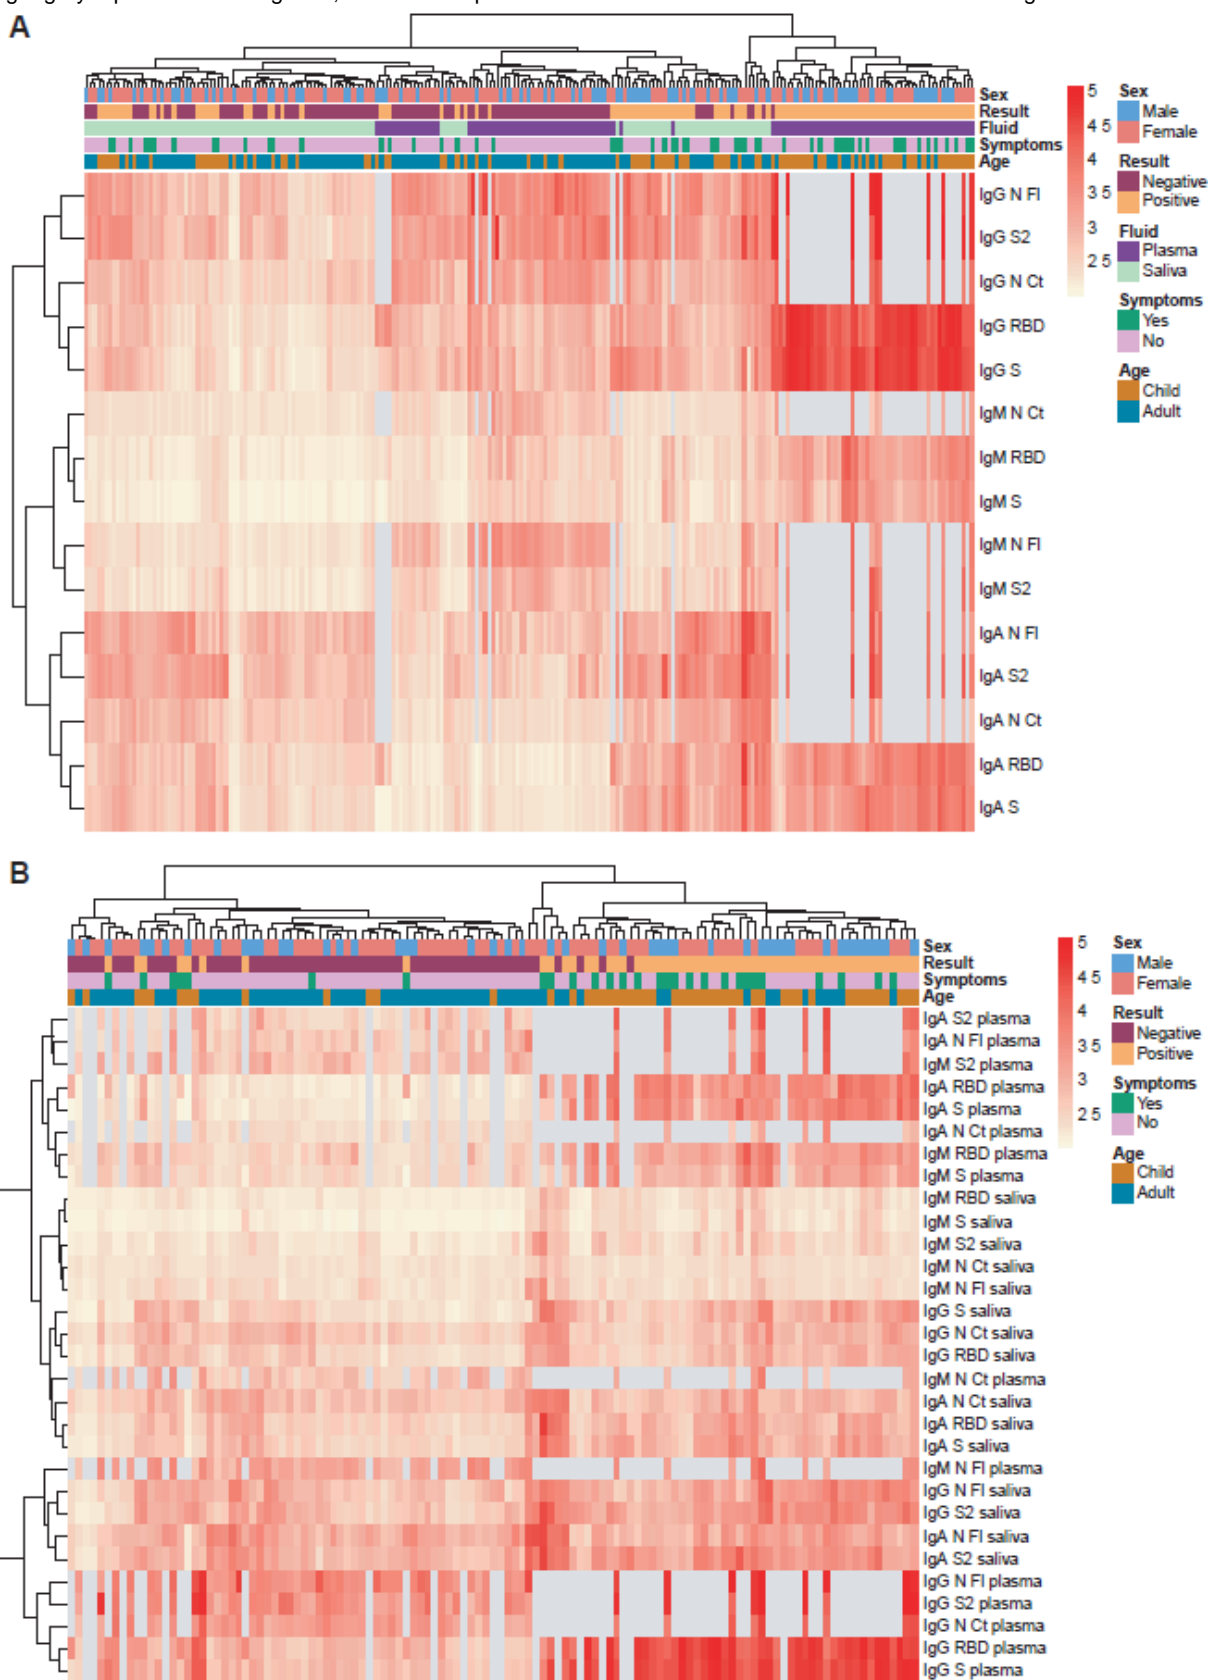 A
Sex
Result
Fluid
Symptoms
Age
IgG N Fl
IgG S2
IgG N Ct
IgG RBD
IgG S
IgM N Ct
IgM RBD
IgM S
IgM N Fl
IgM S2
IgA N Fl
IgA S2
IgA N Ct
IgA RBD
IgA S
5
4 5
4
3 5
3
2 5
Sex
Male
Female
Result
Negative
Positive
Fluid
Plasma
Saliva
Symptoms
Yes
No
Age
Child
Adult
B
Sex
Result
Symptoms
Age
IgA S2 plasma
IgA N Fl plasma
IgM S2 plasma
IgA RBD plasma
IgA S plasma
IgA N Ct plasma
IgM RBD plasma
IgM S plasma
IgM RBD saliva
IgM S saliva
IgM S2 saliva
IgM N Ct saliva
IgM N Fl saliva
IgG S saliva
IgG N Ct saliva
IgG RBD saliva
IgM N Ct plasma
IgA N Ct saliva
IgA RBD saliva
IgA S saliva
IgM N Fl plasma
IgG N Fl saliva
IgG S2 saliva
IgA N Fl saliva
IgA S2 saliva
IgG N Fl plasma
IgG S2 plasma
IgG N Ct plasma
IgG RBD plasma
IgG S plasma
5
4 5
4
3 5
3
2 5
Sex
Male
Female
Result
Negative
Positive
Symptoms
Yes
No
Age
Child
Adult